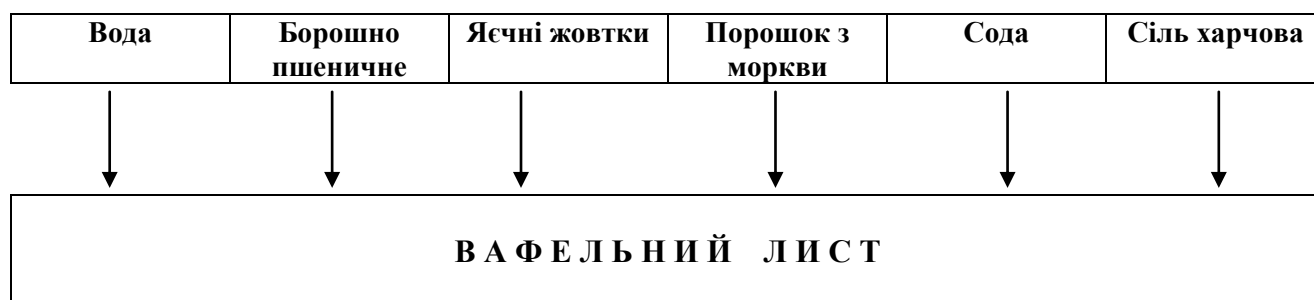 Вода
Борошно
пшеничне
Яєчні жовтки
Порошок з
моркви
Сода
Сіль харчова
В А Ф Е Л Ь Н И Й Л И С Т